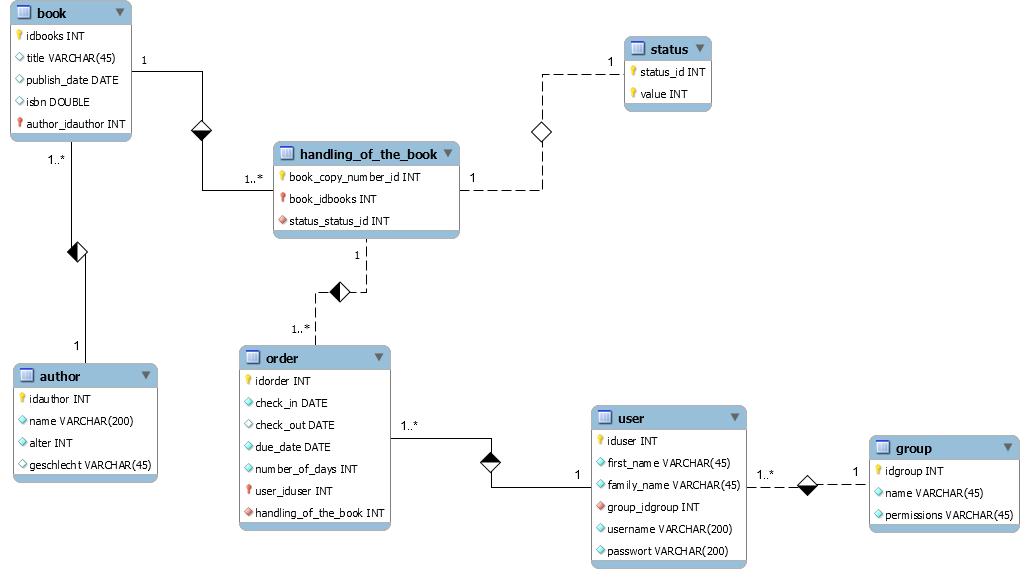 book
idbooks INT
title VARCHAR(45)
publish_date DATE
isbn DOUBLE
author_idauthor INT
1
1..*
1..*
1
status
status_id INT
value INT
1
1
handling_of_the_book
book_copy_number_id INT
book_idbooks INT
status_status_id INT
1
1..*
author
idauthor INT
name VARCHAR(200)
alter INT
geschlecht VARCHAR(45)
order
idorder INT
check_in DATE
check_out DATE
due_date DATE
number_of_days INT
user_iduser INT
handling_of_the_book INT
1..*
1
user
iduser INT
first_name VARCHAR(45)
family_name VARCHAR(45)
group_idgroup INT
username VARCHAR(200)
passwort VARCHAR(200)
1..*
1
group
idgroup INT
name VARCHAR(45)
permissions VARCHAR(45)